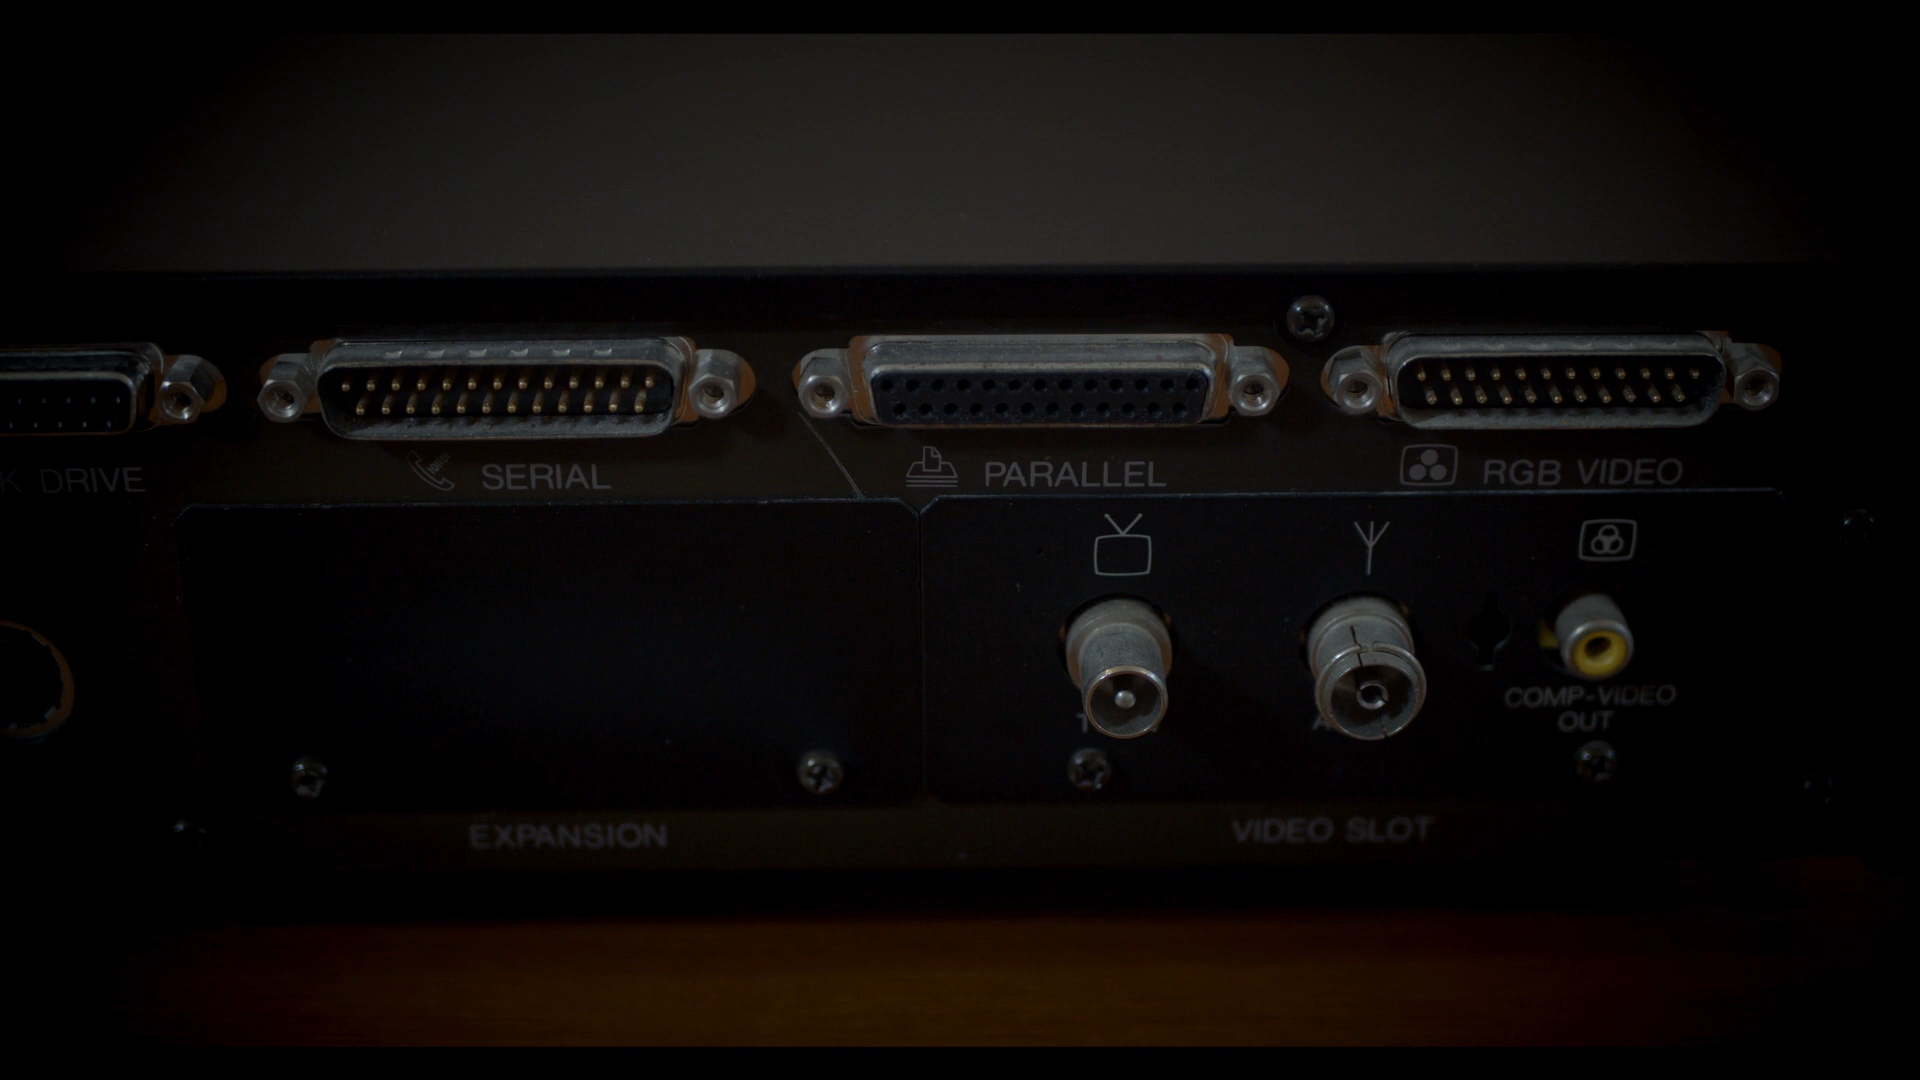 K DRIVE
SERIAL
PARALLEL
RGB VIDEO
COMP-VIDEO
OUT
EXPANSION
VIDEO SLOT